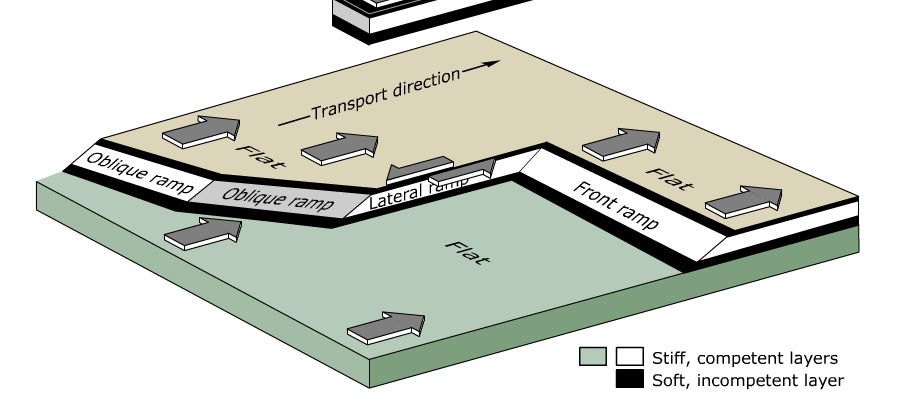 Transport direction
Flat
Oblique ramp
Oblique ramp
Lateral ramp
Flat
Front ramp
Flat
Stiff, competent layers
Soft, incompetent layer